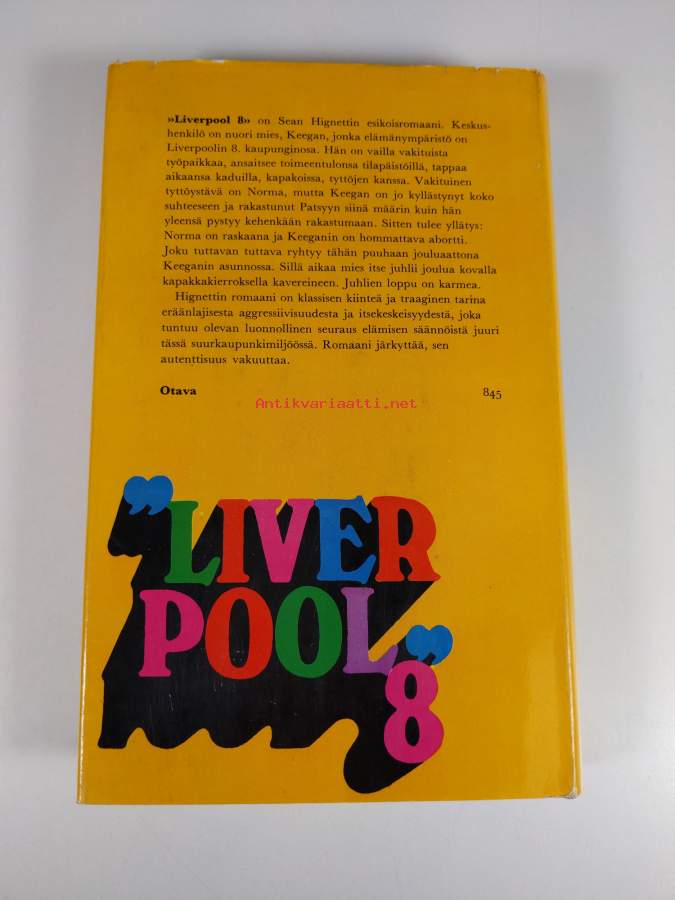 »Liverpool 8» on Sean Hignettin esikoisromaani. Keskus-
henkilö on nuori mies, Keegan, jonka elämänympäristö on
Liverpoolin 8. kaupunginosa. Hän on vailla vakituista
työpaikkaa, ansaitsee toimeentulonsa tilapäistöillä, tappaa
aikaansa kaduilla, kapakoissa, tyttöjen kanssa. Vakituinen
tyttöystävä on Norma, mutta Keegan on jo kyllästynyt koko
suhteeseen ja rakastunut Patsyyn siinä määrin kuin hän
yleensä pystyy kehenkään rakastumaan. Sitten tulee yllätys:
Norma on raskaana ja Keeganin on hommattava abortti.
Joku tuttavan tuttava ryhtyy tähän puuhaan jouluaattona
Keeganin asunnossa. Sillä aikaa mies itse juhlii joulua kovalla
kapakkakierroksella kavereineen. Juhlien loppu on karmea.
Hignettin romaani on klassisen kiinteä ja traaginen tarina
eräänlaisesta aggressiivisuudesta ja itsekeskeisyydestä, joka
tuntuu olevan luonnollinen seuraus elämisen säännöistä juuri
tässä suurkaupunkimiljöössä. Romaani järkyttää, sen
autenttisuus vakuuttaa.
Otava 845
Antikvariaatti.net
"LIVER
POOL"
8